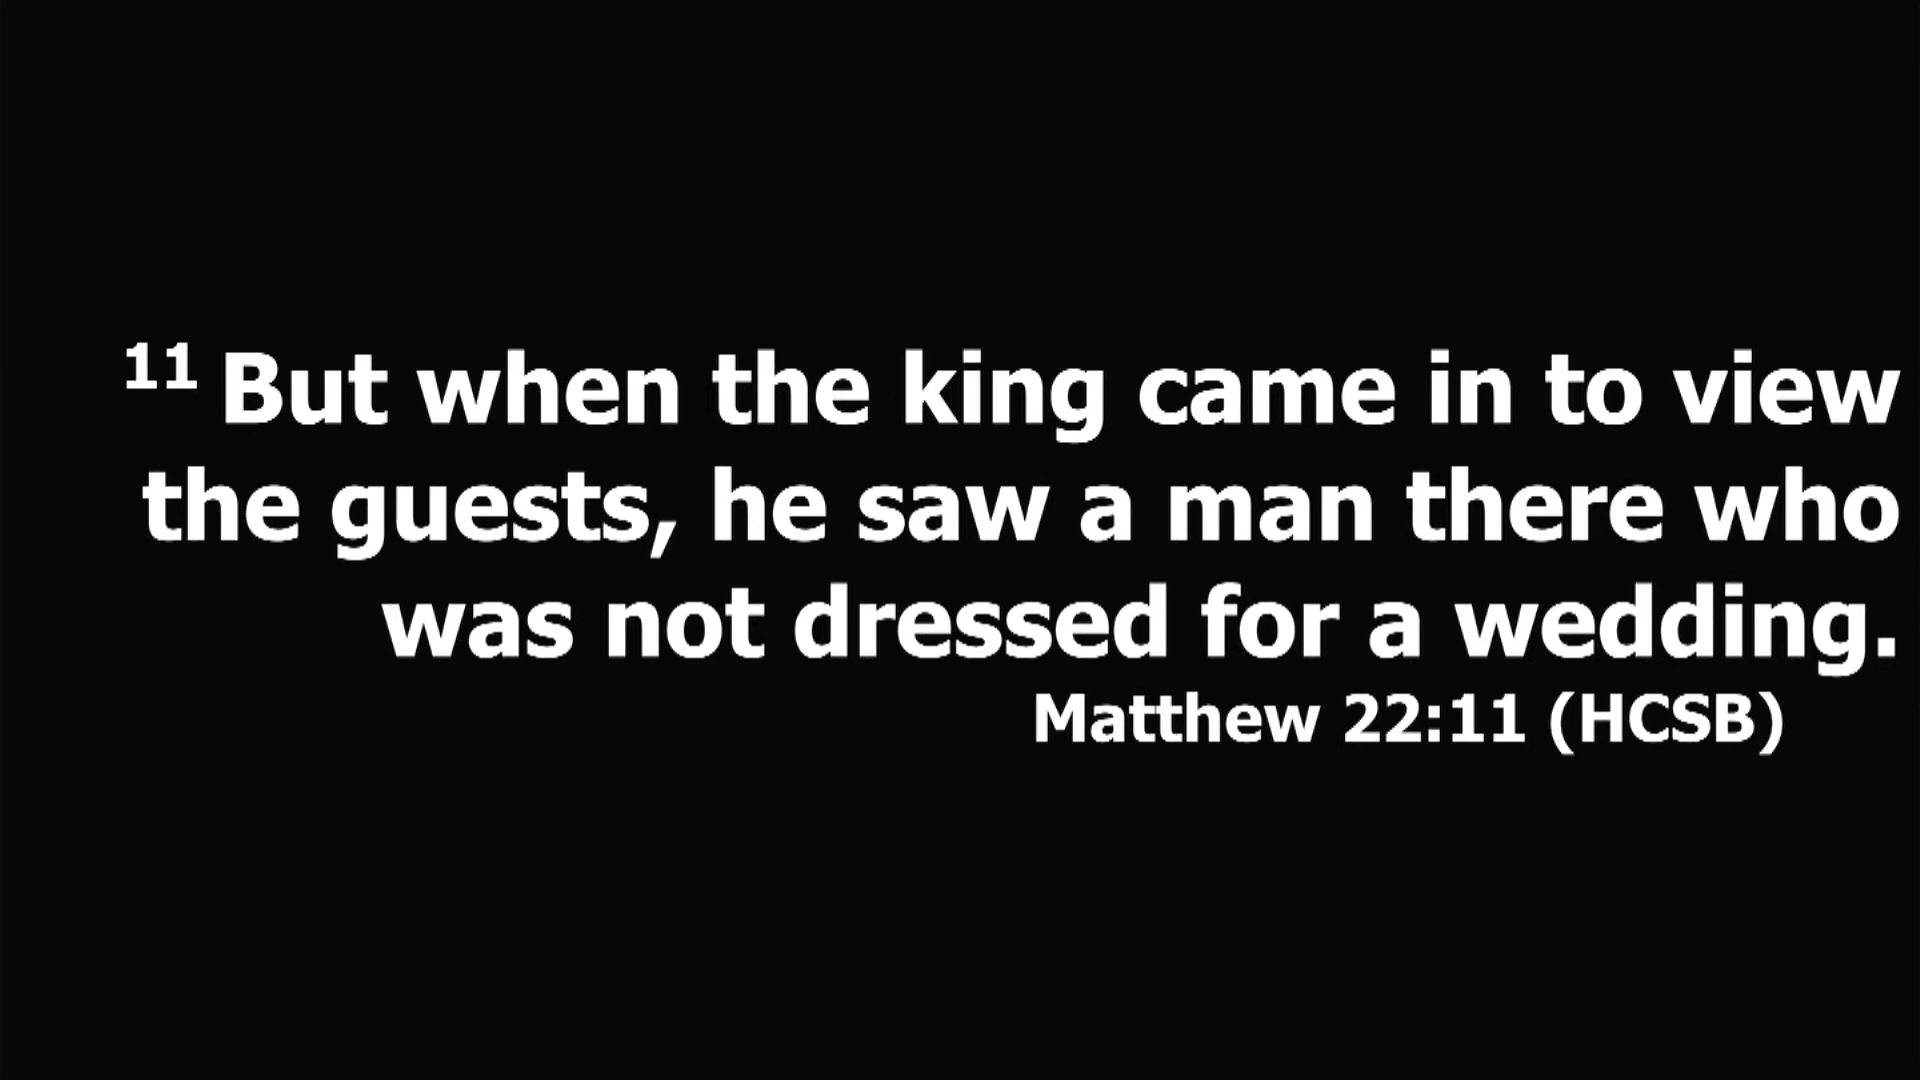 11 But when the king came in to view
the guests, he saw a man there who
was not dressed for a wedding.
Matthew 22:11 (HCSB)